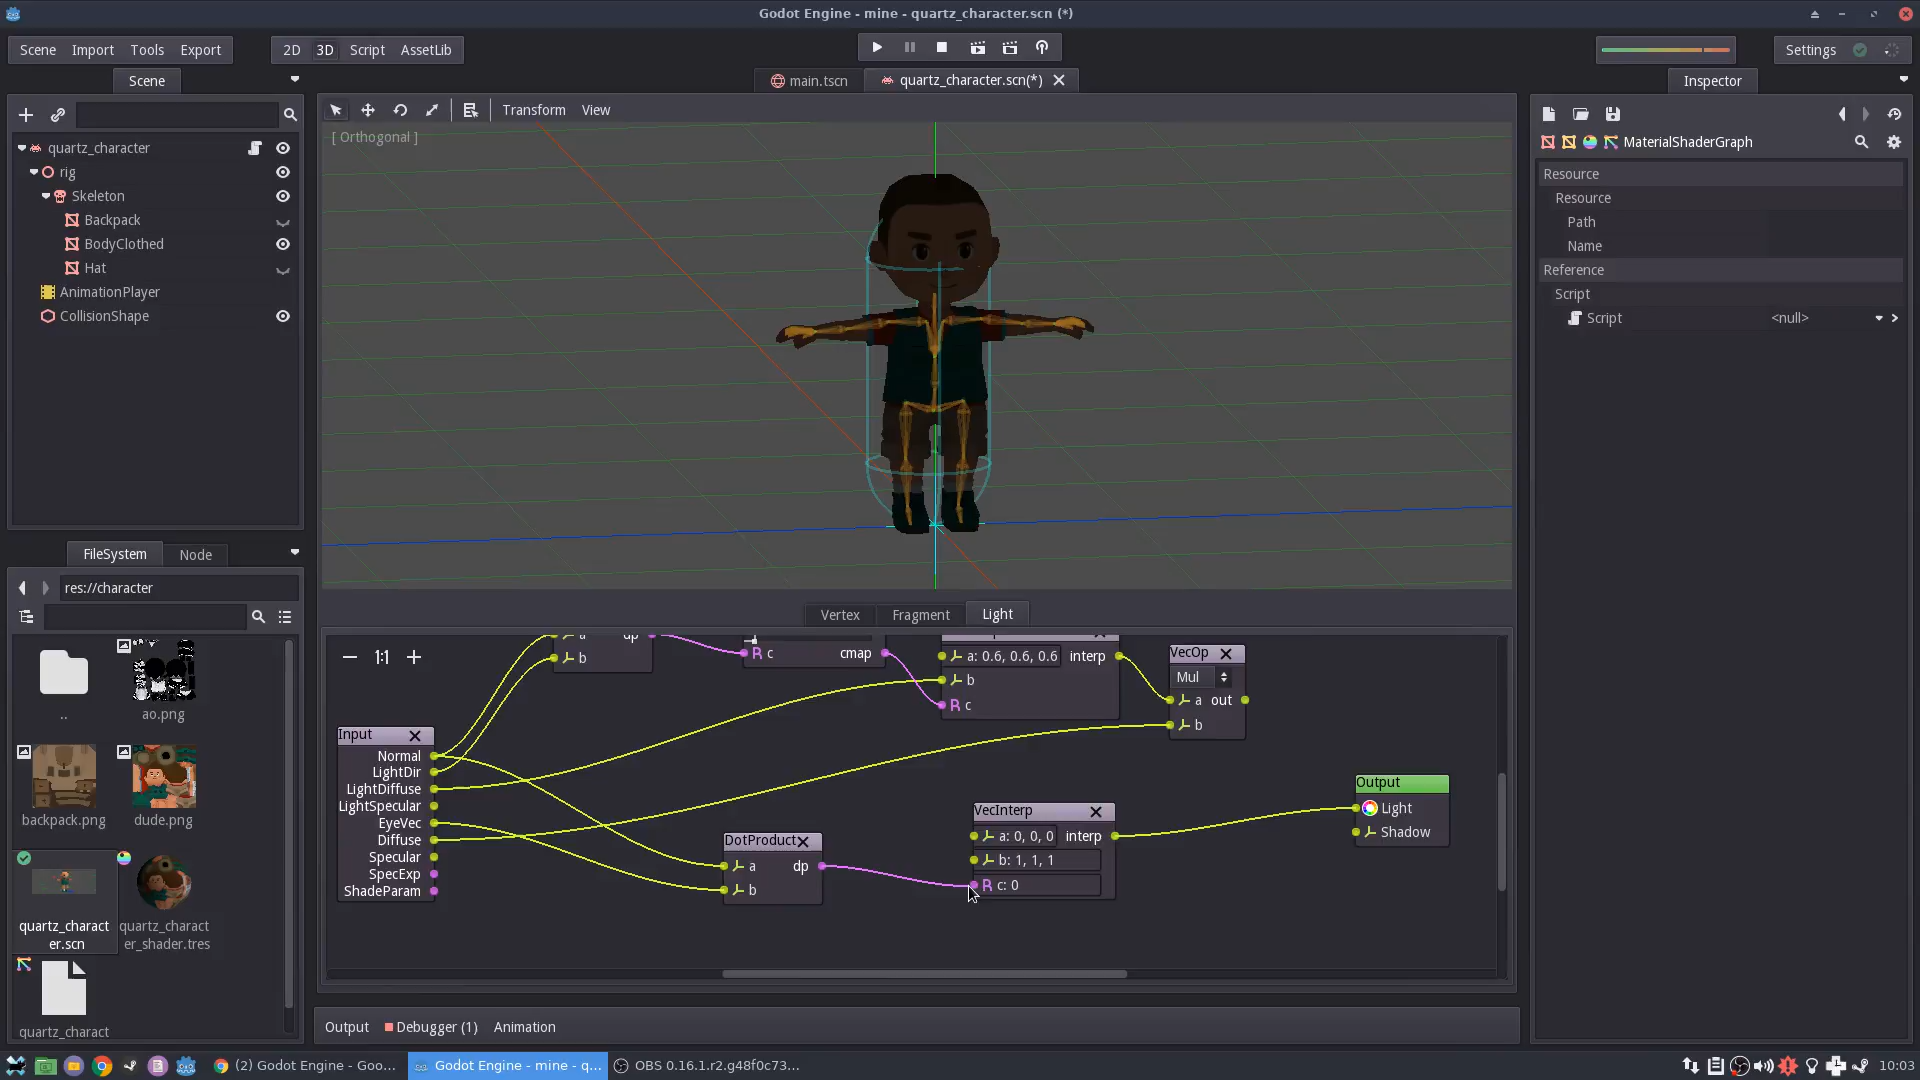 Godot Engine - mine - quartz_character.scn (*)
Scene Import Tools Export
2D 3D Script AssetLib
Settings
Scene
main.tscn
quartz_character.scn(*)
Inspector
Transform View
[ Orthogonal ]
quartz_character
rig
Skeleton
Backpack
BodyClothed
Hat
AnimationPlayer
CollisionShape
MaterialShaderGraph
Resource
Resource
Path
Name
Reference
Script
Script <null>
FileSystem Node
res://character
..
ao.png
backpack.png
dude.png
quartz_charact
er.scn
quartz_charact
er_shader.tres
quartz_charact
Vertex Fragment Light
1:1
a dp
b
c cmap
a: 0.6, 0.6, 0.6 interp
b
c
VecOp
Mul
a out
b
Input
Normal
LightDir
LightDiffuse
LightSpecular
EyeVec
Diffuse
Specular
SpecExp
ShadeParam
DotProduct
a dp
b
VecInterp
a: 0, 0, 0 interp
b: 1, 1, 1
c: 0
Output
Light
Shadow
Output Debugger (1) Animation
(2) Godot Engine - Goo...
Godot Engine - mine - q...
OBS 0.16.1.r2.g48f0c73...
10:03